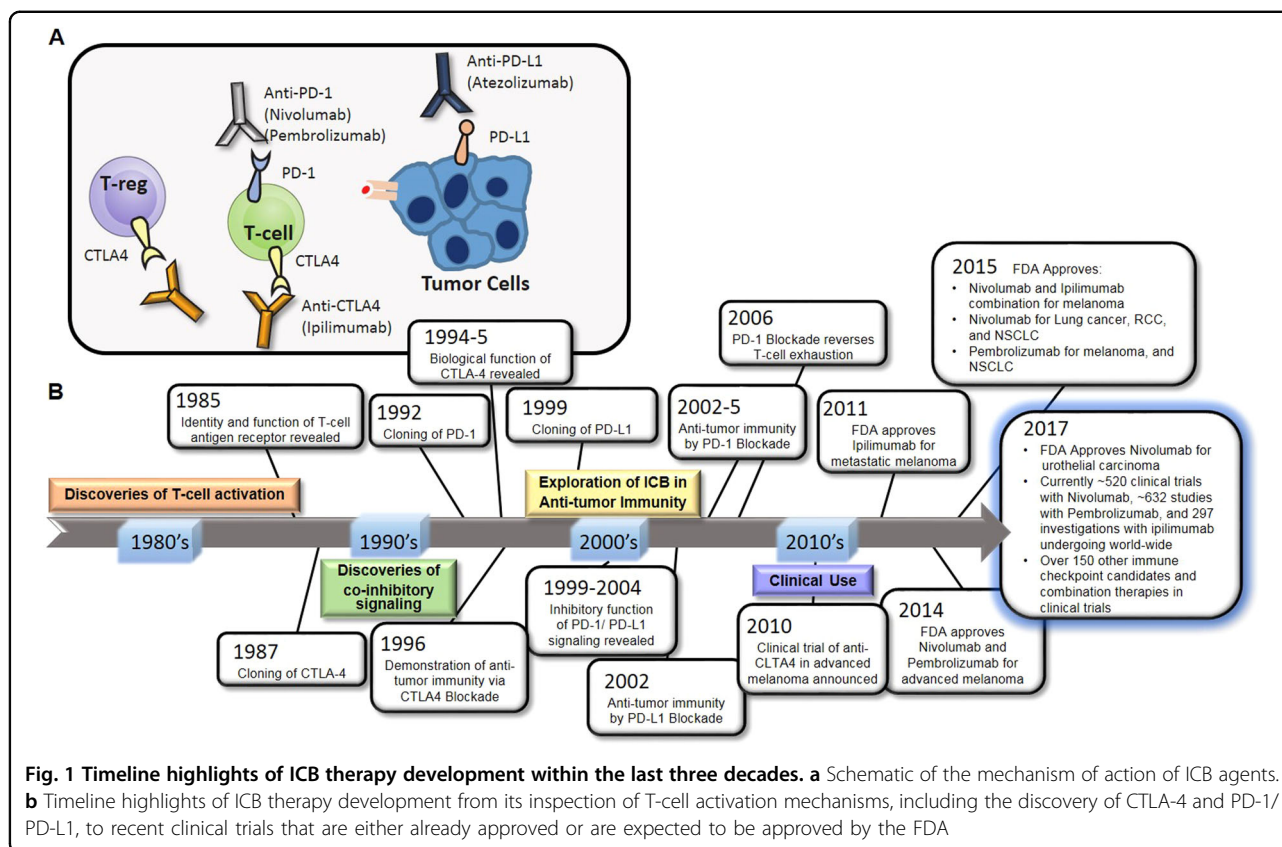 A
Anti-PD-1
(Nivolumab)
(Pembrolizumab)
PD-1
Anti-PD-L1
(Atezolizumab)
PD-L1
T-reg
CTLA4
T-cell
CTLA4
Anti-CTLA4
(Ipilimumab)
Tumor Cells
B
1985
Identity and function of T-cell
antigen receptor revealed
1992
Cloning of PD-1
1994-5
Biological function of
CTLA-4 revealed
1999
Cloning of PD-L1
2002-5
Anti-tumor immunity
by PD-1 Blockade
2006
PD-1 Blockade reverses
T-cell exhaustion
2011
FDA approves
Ipilimumab for
metastatic melanoma
2015 FDA Approves:
• Nivolumab and Ipilimumab
combination for melanoma
• Nivolumab for Lung cancer, RCC,
and NSCLC
• Pembrolizumab for melanoma, and
NSCLC
2017
• FDA Approves Nivolumab for
urothelial carcinoma
• Currently ~520 clinical trials
with Nivolumab, ~632 studies
with Pembrolizumab, and 297
investigations with ipilimumab
undergoing world-wide
• Over 150 other immune
checkpoint candidates and
combination therapies in
clinical trials
Discoveries of T-cell activation
Exploration of ICB in
Anti-tumor Immunity
1980's
1990's
2000's
2010's
Discoveries of
co-inhibitory
signaling
Clinical Use
1987
Cloning of CTLA-4
1996
Demonstration of anti-
tumor immunity via
CTLA4 Blockade
1999-2004
Inhibitory function
of PD-1/ PD-L1
signaling revealed
2002
Anti-tumor immunity
by PD-L1 Blockade
2010
Clinical trial of anti-
CLTA4 in advanced
melanoma announced
2014
FDA approves
Nivolumab and
Pembrolizumab for
advanced melanoma
Fig. 1 Timeline highlights of ICB therapy development within the last three decades. a Schematic of the mechanism of action of ICB agents.
b Timeline highlights of ICB therapy development from its inspection of T-cell activation mechanisms, including the discovery of CTLA-4 and PD-1/
PD-L1, to recent clinical trials that are either already approved or are expected to be approved by the FDA